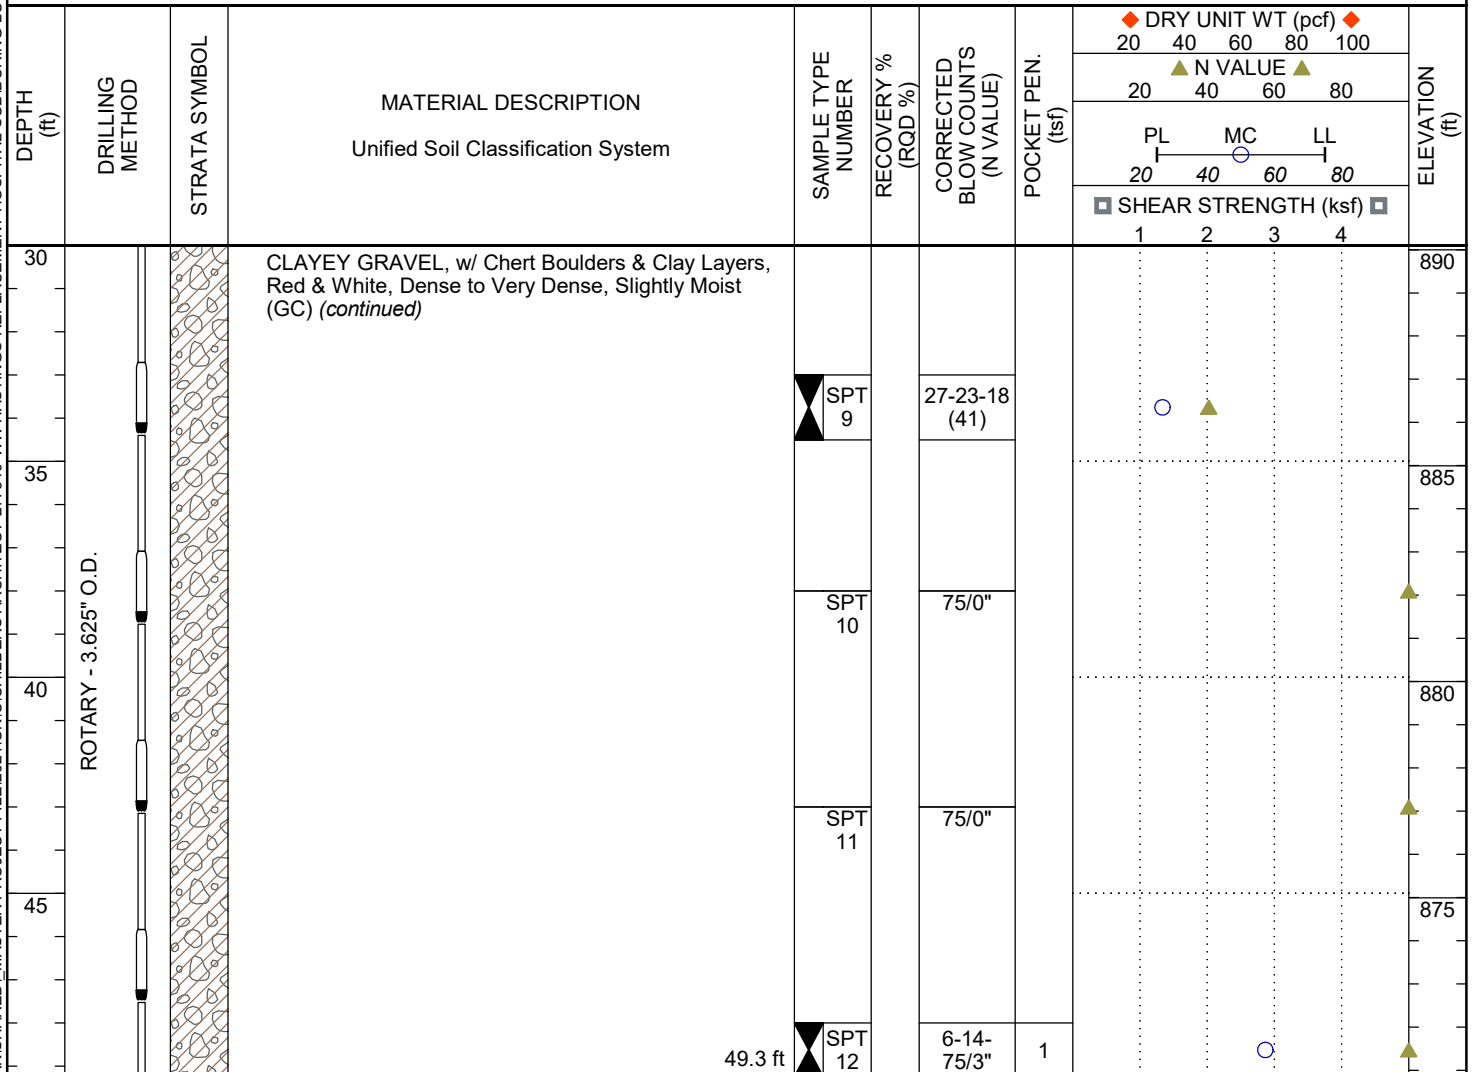 DEPTH
(ft)
DRILLING
METHOD
STRATA SYMBOL
MATERIAL DESCRIPTION
Unified Soil Classification System
SAMPLE TYPE
NUMBER
RECOVERY %
(RQD %)
CORRECTED
BLOW COUNTS
(N VALUE)
POCKET PEN.
(tsf)
DRY UNIT WT (pcf)
20 40 60 80 100
N VALUE
20 40 60 80
PL MC LL
20 40 60 80
SHEAR STRENGTH (ksf)
1 2 3 4
ELEVATION
(ft)
30
CLAYEY GRAVEL, w/ Chert Boulders & Clay Layers,
Red & White, Dense to Very Dense, Slightly Moist
(GC) (continued)
890
SPT
9
27-23-18
(41)
35
885
ROTARY - 3.625" O.D.
SPT
10
75/0"
40
880
SPT
11
75/0"
45
875
49.3 ft
SPT
12
6-14-
75/3"
1